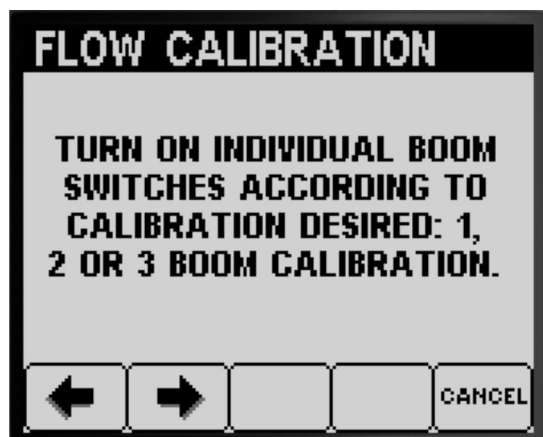 FLOW CALIBRATION
TURN ON INDIVIDUAL BOOM
SWITCHES ACCORDING TO
CALIBRATION DESIRED: 1,
2 OR 3 BOOM CALIBRATION.
CANCEL